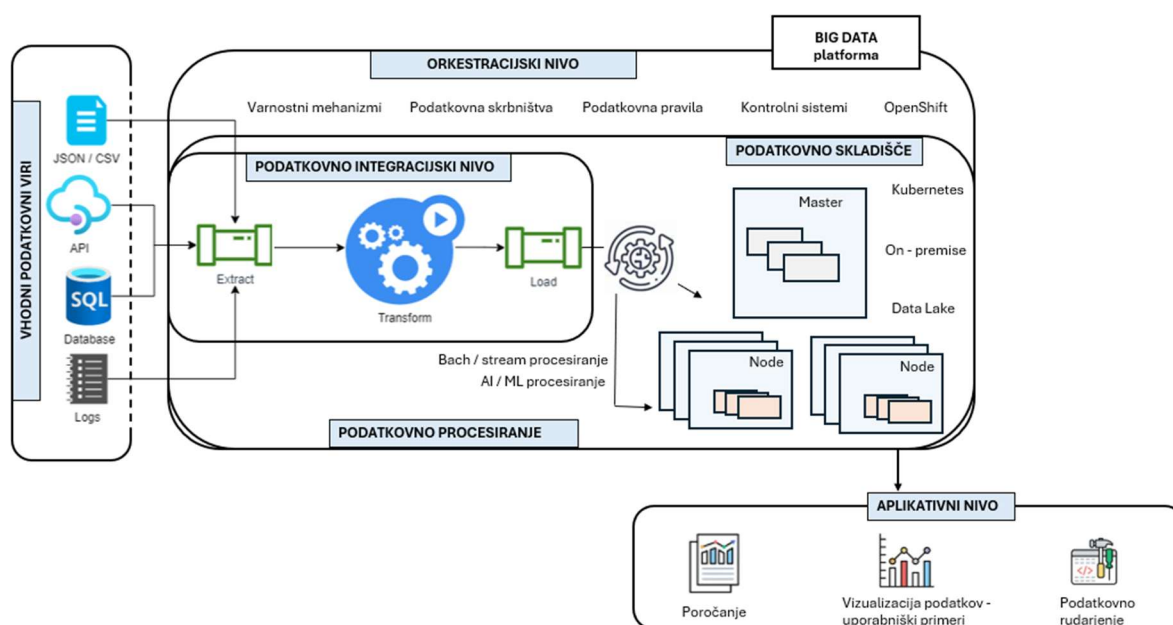 BIG DATA
platforma
ORKESTRACIJSKI NIVO
Varnostni mehanizmi
Podatkovna skrbništva
Podatkovna pravila
Kontrolni sistemi
OpenShift
VHODNI PODATKOVNI VIRI
JSON / CSV
API
SQL
Database
Logs
PODATKOVNO INTEGRACIJSKI NIVO
Extract
Transform
Load
PODATKOVNO SKLADIŠČE
Master
Kubernetes
On - premise
Data Lake
Node
Node
Bach / stream procesiranje
AI / ML procesiranje
PODATKOVNO PROCESIRANJE
APLIKATIVNI NIVO
Poročanje
Vizualizacija podatkov -
uporabniški primeri
Podatkovno
rudarjenje